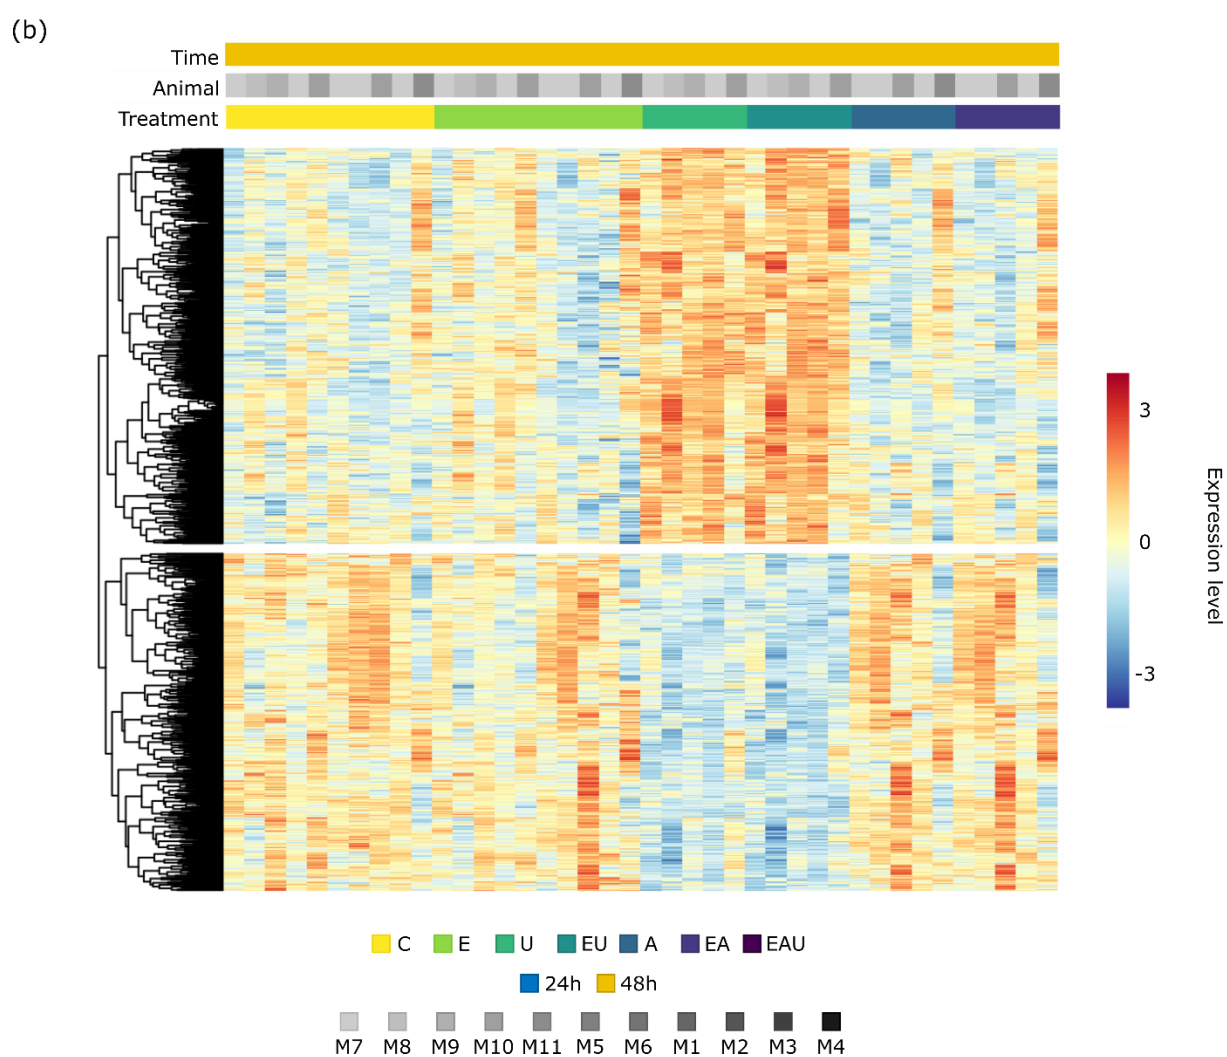 (b)
Time
Animal
Treatment
3
0
-3
Expression level
C E U EU A EA EAU
24h 48h
M7 M8 M9 M10 M11 M5 M6 M1 M2 M3 M4